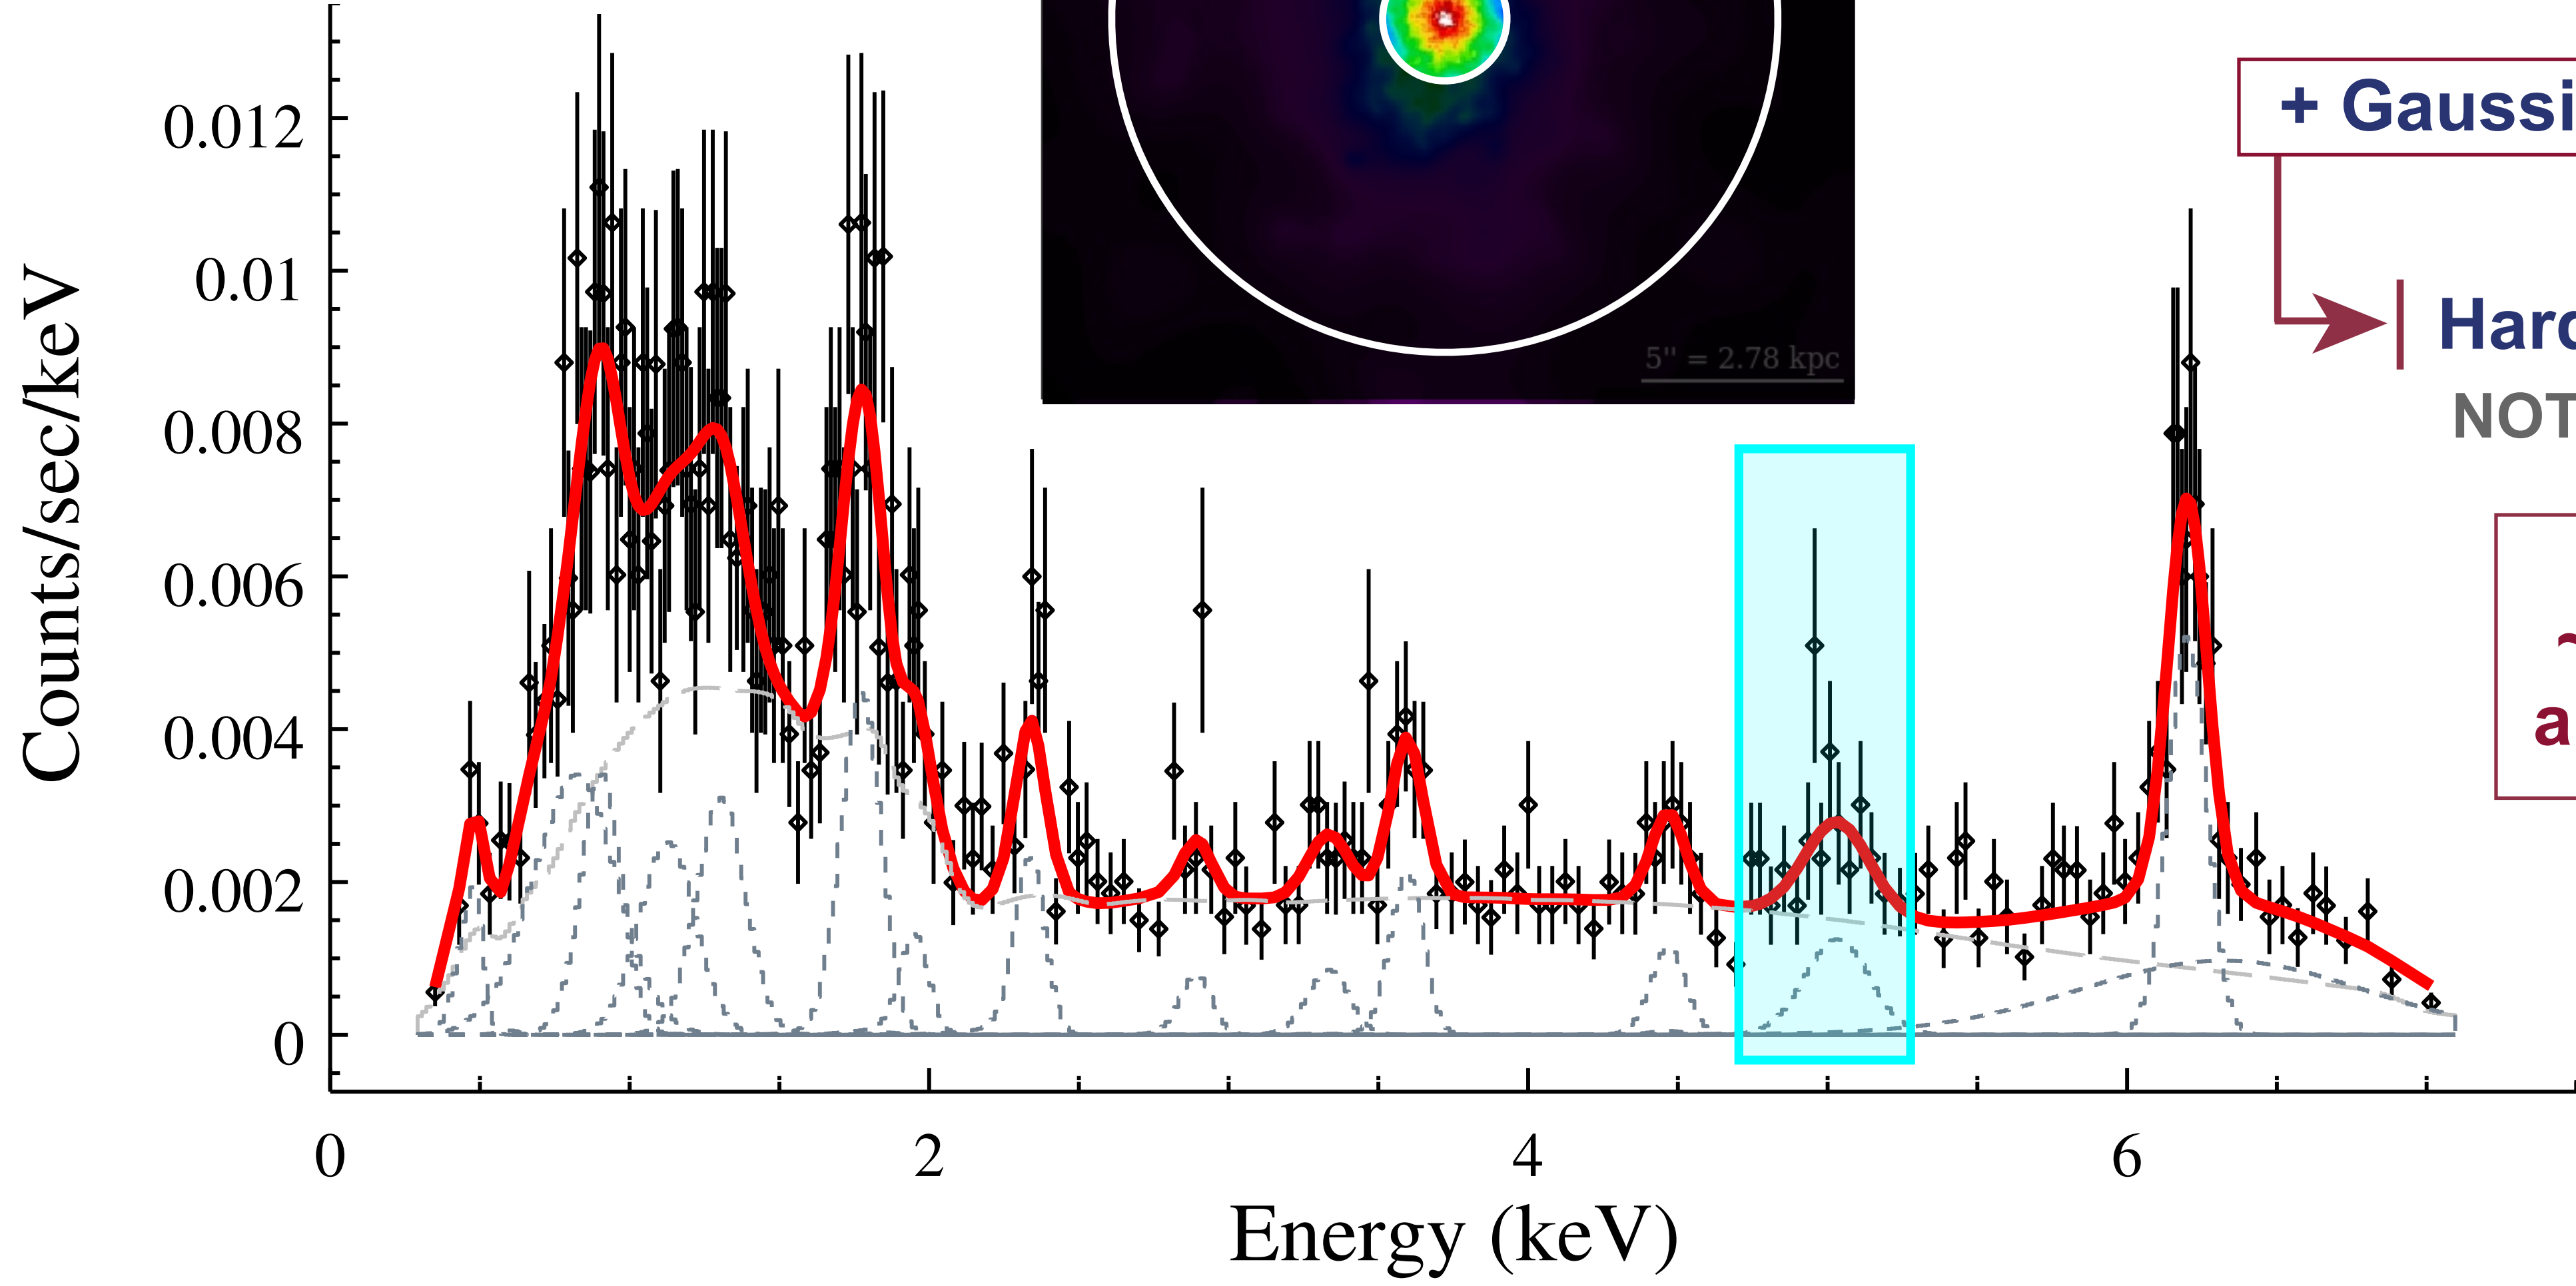 0.012
0.01
0.008
0.006
0.004
0.002
0
Counts/sec/keV
0
2
4
6
Energy (keV)
5" = 2.78 kpc
+ Gaussi
Hard
NOT
~
a